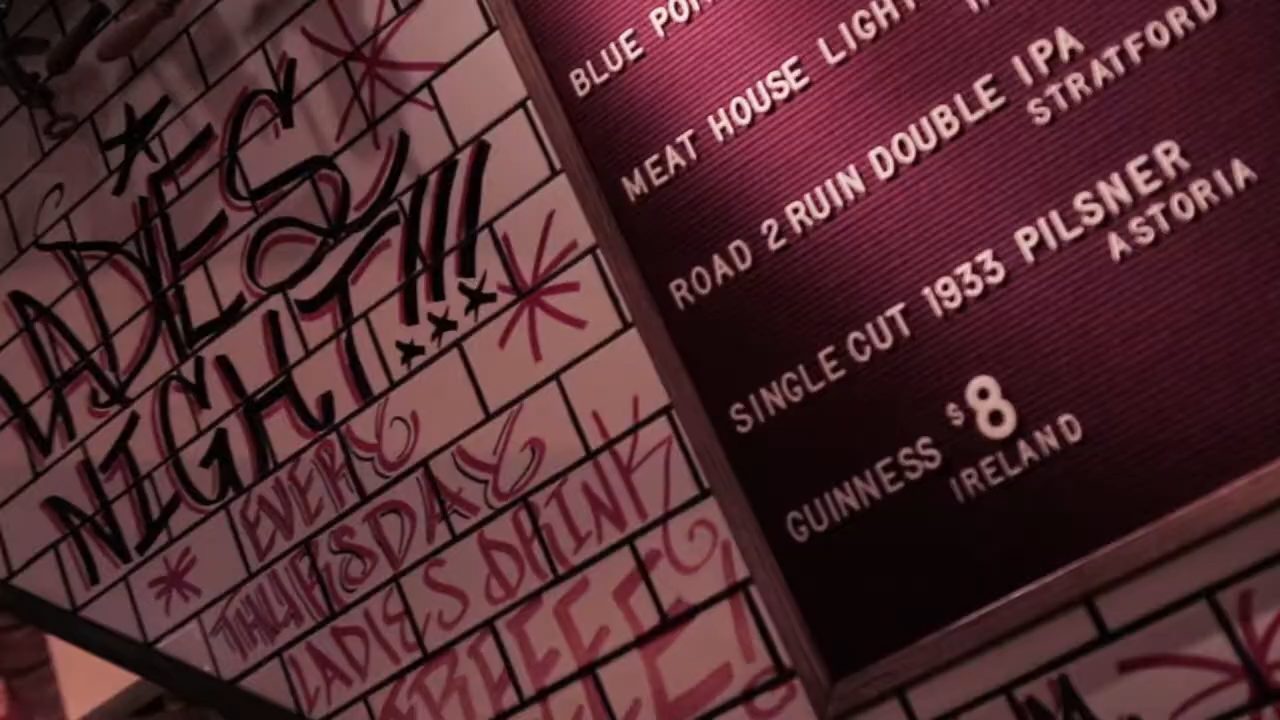 LADIES'
NIGHT!!!
EVERY
THURSDAY
LADIES DRINK
FREEEE!
BLUE
MEAT HOUSE LIGHT
ROAD 2 RUIN DOUBLE IPA
STRATFORD
SINGLE CUT 1933 PILSNER
ASTORIA
GUINNESS $8
IRELAND